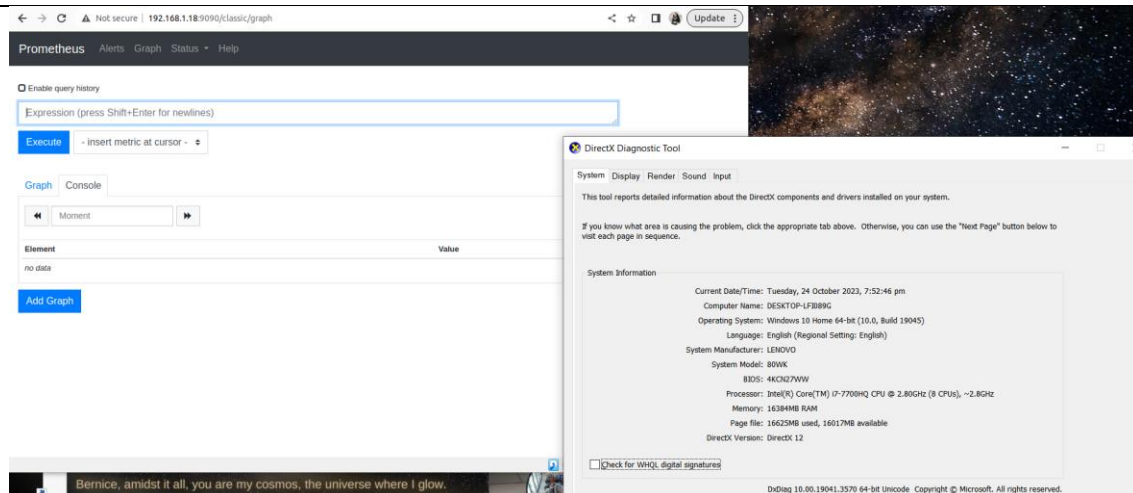 Not secure | 192.168.1.18:9090/classic/graph
Update
Prometheus Alerts Graph Status Help
Enable query history
Expression (press Shift+Enter for newlines)
Execute - insert metric at cursor -
Graph Console
Moment
Element Value
no data
Add Graph
Bernice, amidst it all, you are my cosmos, the universe where I glow.
DirectX Diagnostic Tool
System Display Render Sound Input
This tool reports detailed information about the DirectX components and drivers installed on your system.
If you know what area is causing the problem, click the appropriate tab above. Otherwise, you can use the "Next Page" button below to
visit each page in sequence.
System Information
Current Date/Time: Tuesday, 24 October 2023, 7:52:46 pm
Computer Name: DESKTOP-LFI089G
Operating System: Windows 10 Home 64-bit (10.0, Build 19045)
Language: English (Regional Setting: English)
System Manufacturer: LENOVO
System Model: 80WK
BIOS: 4KCN27WW
Processor: Intel(R) Core(TM) i7-7700HQ CPU @ 2.80GHz (8 CPUs), ~2.8GHz
Memory: 16384MB RAM
Page file: 16625MB used, 16017MB available
DirectX Version: DirectX 12
Check for WHQL digital signatures
DxDiag 10.00.19041.3570 64-bit Unicode Copyright © Microsoft. All rights reserved.